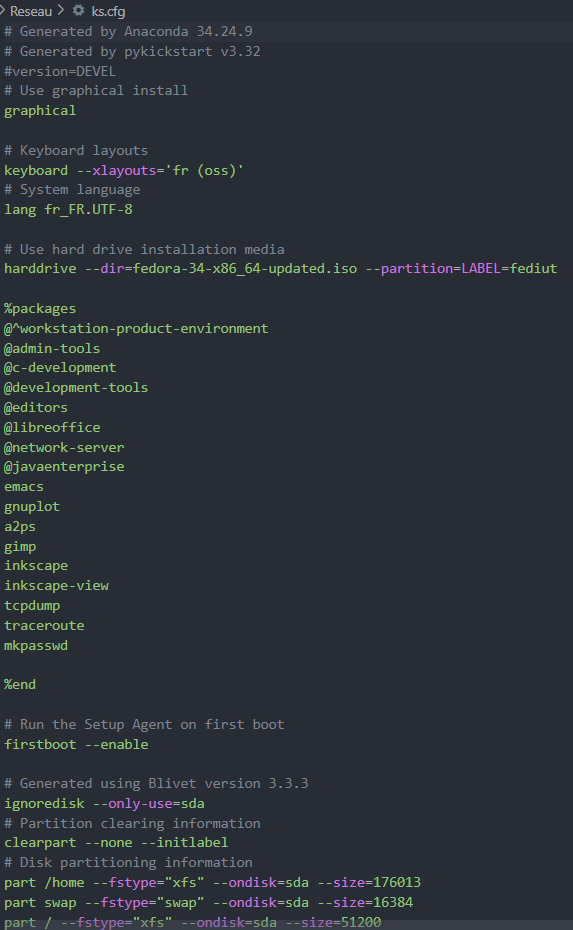 Reseau > ks.cfg
# Generated by Anaconda 34.24.9
# Generated by pykickstart v3.32
#version=DEVEL
# Use graphical install
graphical
# Keyboard layouts
keyboard --xlayouts='fr (oss)'
# System language
lang fr_FR.UTF-8
# Use hard drive installation media
harddrive --dir=fedora-34-x86_64-updated.iso --partition=LABEL=fediut
%packages
@^workstation-product-environment
@admin-tools
@c-development
@development-tools
@editors
@libreoffice
@network-server
@javaenterprise
emacs
gnuplot
a2ps
gimp
inkscape
inkscape-view
tcpdump
traceroute
mkpasswd
%end
# Run the Setup Agent on first boot
firstboot --enable
# Generated using Blivet version 3.3.3
ignoredisk --only-use=sda
# Partition clearing information
clearpart --none --initlabel
# Disk partitioning information
part /home --fstype="xfs" --ondisk=sda --size=176013
part swap --fstype="swap" --ondisk=sda --size=16384
part / --fstype="xfs" --ondisk=sda --size=51200